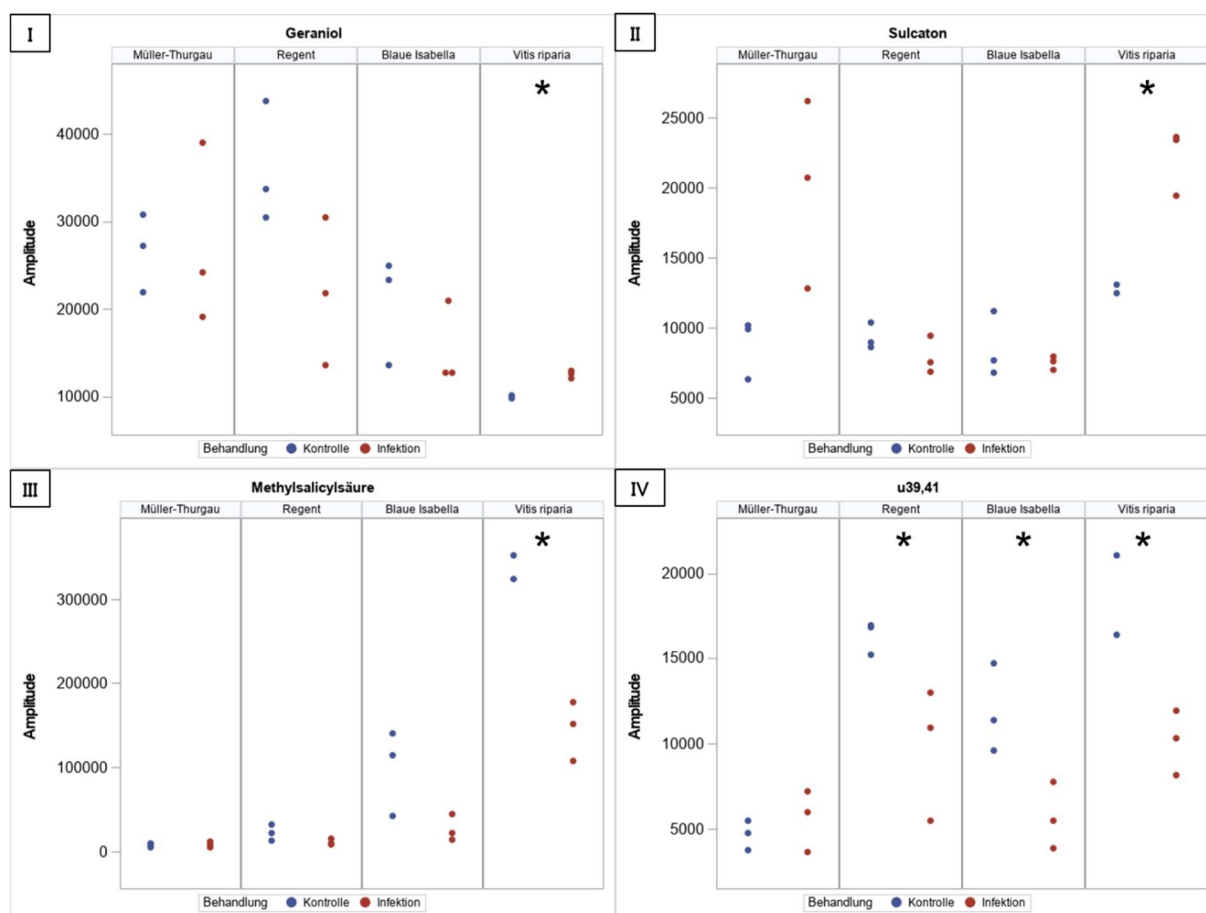 I
Geraniol
Müller-Thurgau Regent Blaue Isabella Vitis riparia
*
40000
30000
20000
10000
Amplitude
Behandlung Kontrolle Infektion
II
Sulcaton
Müller-Thurgau Regent Blaue Isabella Vitis riparia
*
25000
20000
15000
10000
5000
Amplitude
Behandlung Kontrolle Infektion
III
Methylsalicylsäure
Müller-Thurgau Regent Blaue Isabella Vitis riparia
*
300000
200000
100000
0
Amplitude
Behandlung Kontrolle Infektion
IV
u39,41
Müller-Thurgau Regent Blaue Isabella Vitis riparia
* * *
20000
15000
10000
5000
Amplitude
Behandlung Kontrolle Infektion